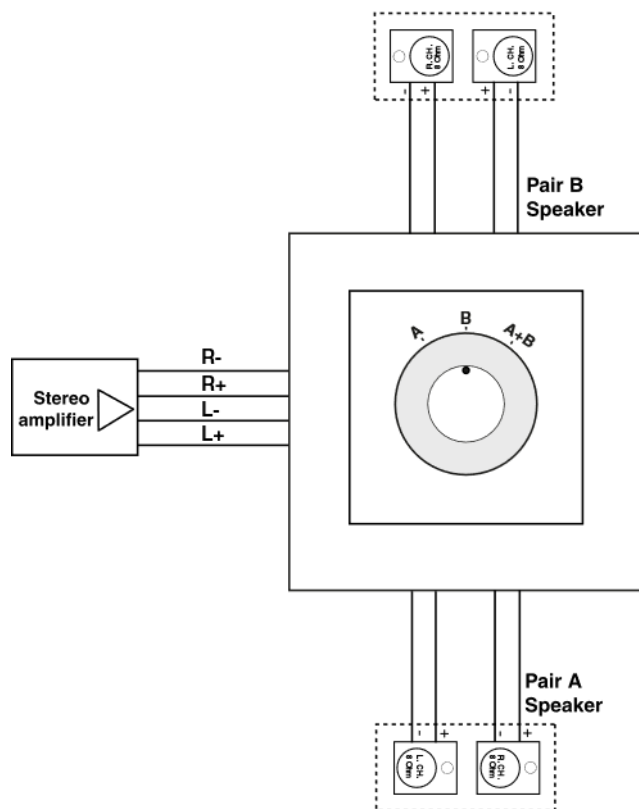 R.CH.
8 Ohm
L. CH.
8 Ohm
- + + -
Pair B
Speaker
A B A+B
R-
R+
L-
L+
Stereo
amplifier
Pair A
Speaker
- + - +
L. CH.
8 Ohm
R.CH.
8 Ohm